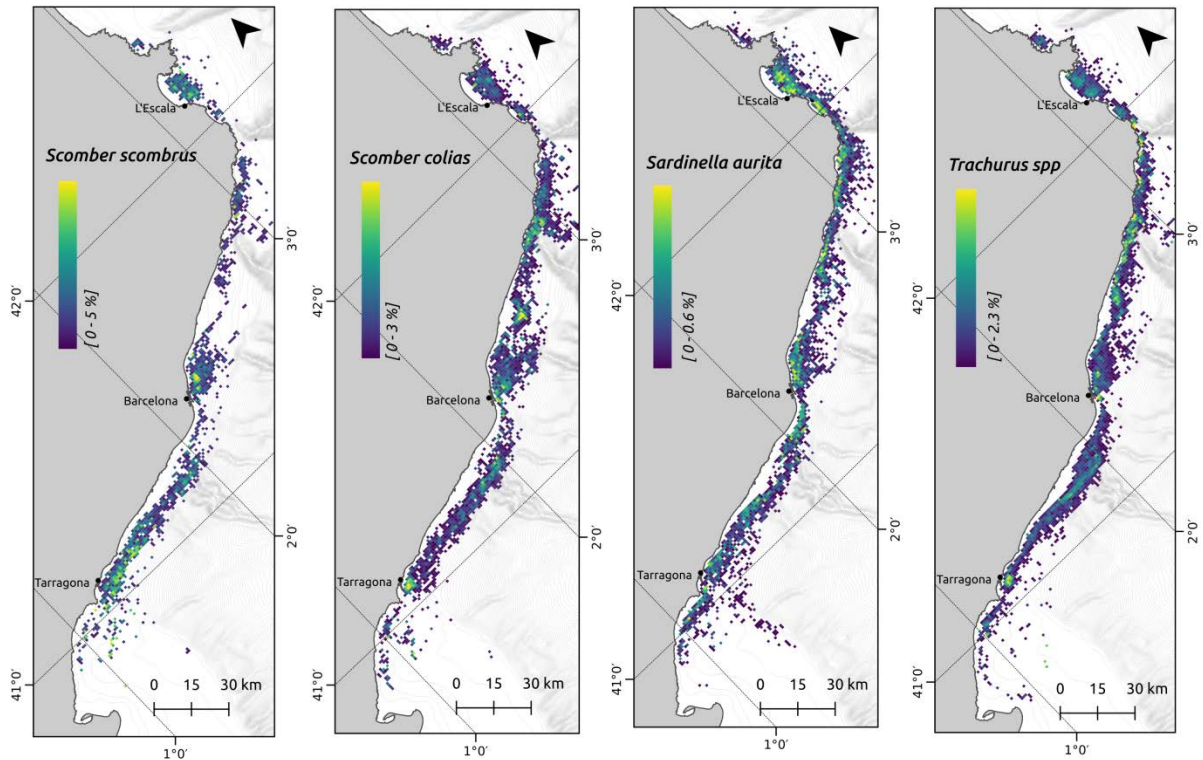 L'Escala
Scomber scombrus
[ 0 - 5 %]
3°0′
42°0′
Barcelona
2°0′
Tarragona
41°0′
0 15 30 km
1°0′
L'Escala
Scomber colias
[ 0 - 3 %]
3°0′
42°0′
Barcelona
2°0′
Tarragona
41°0′
0 15 30 km
1°0′
L'Escala
Sardinella aurita
[ 0 - 0.6 %]
3°0′
42°0′
Barcelona
2°0′
Tarragona
41°0′
0 15 30 km
1°0′
L'Escala
Trachurus spp
[ 0 - 2.3 %]
3°0′
42°0′
Barcelona
2°0′
Tarragona
41°0′
0 15 30 km
1°0′